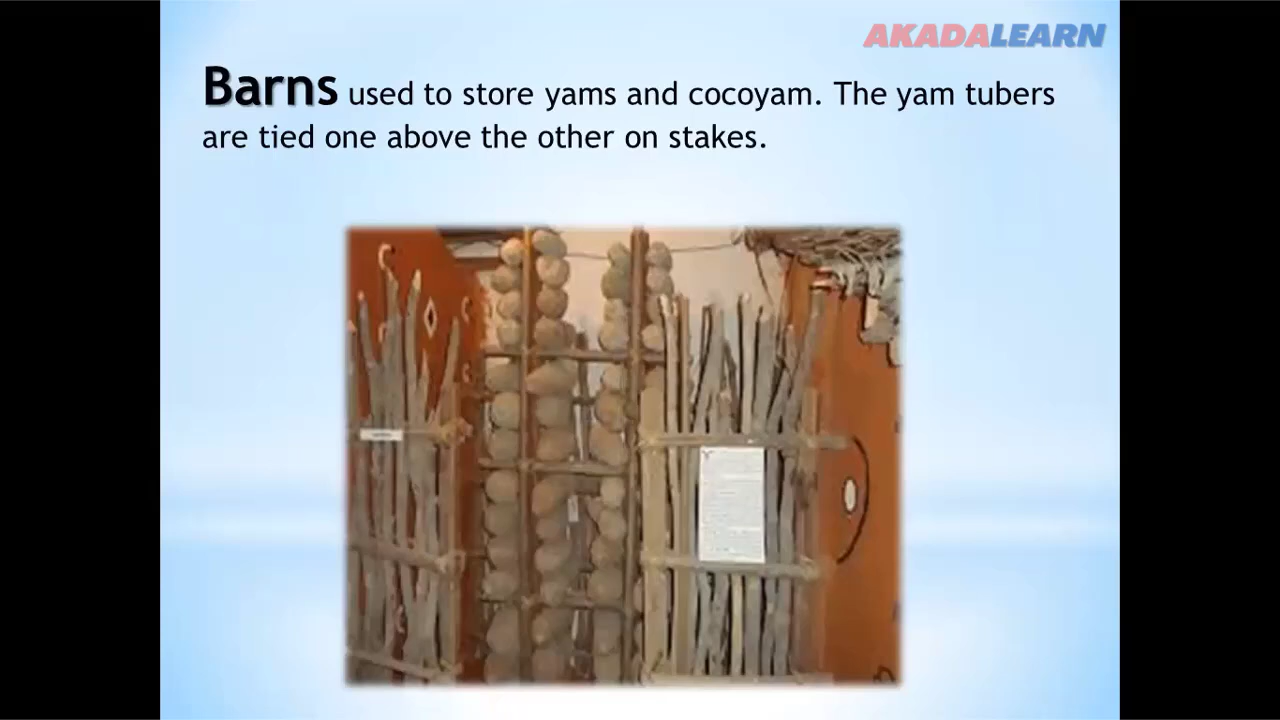 AKADALEARN
Barns used to store yams and cocoyam. The yam tubers
are tied one above the other on stakes.